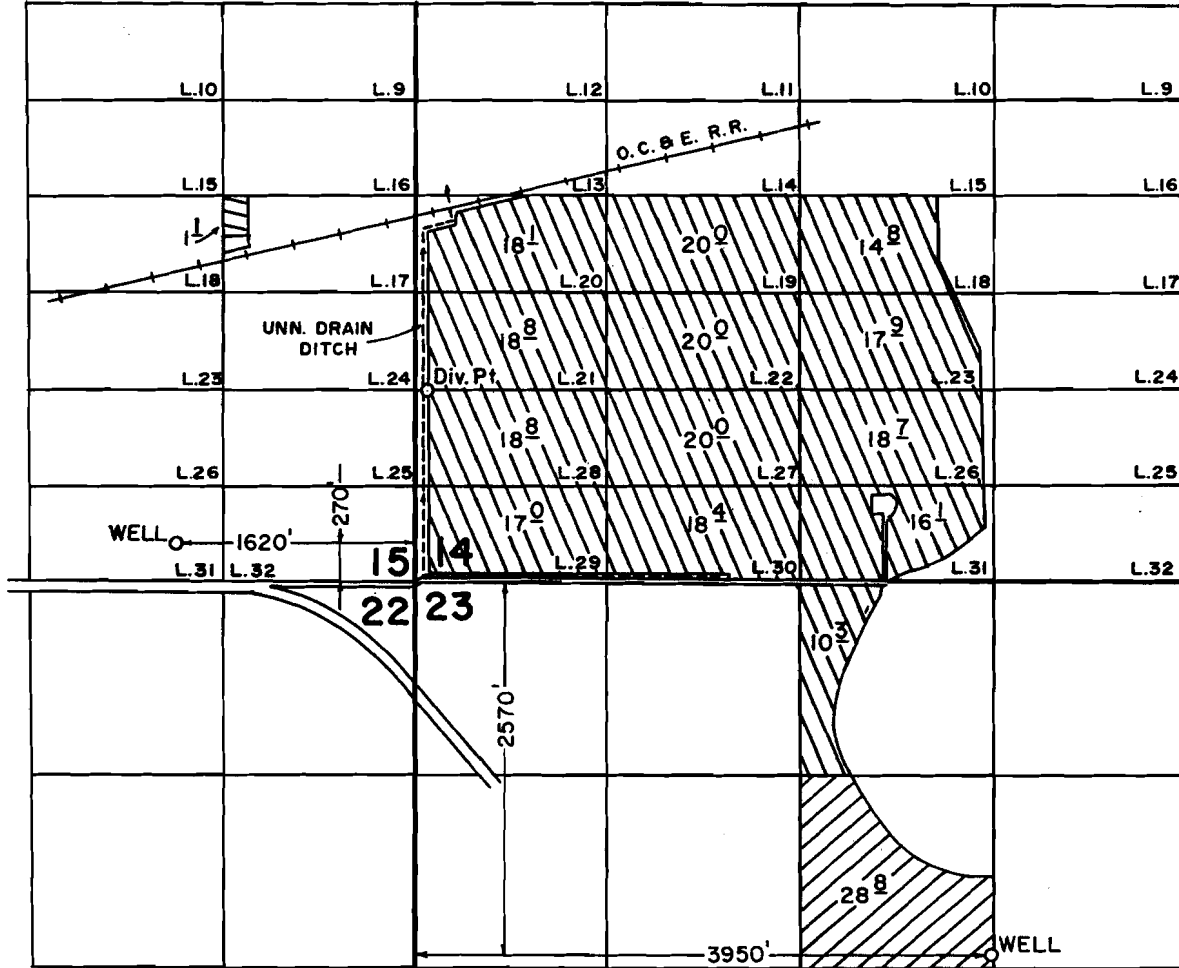 L.10 L.9 L.12 L.11 L.10 L.9
O.C.&E. R.R.
L.15 L.16 L.13 L.14 L.15 L.16
1 1
18 1 20 0 14 8
L.18 L.17 L.20 L.19 L.18 L.17
UNN. DRAIN
DITCH
18 8 20 0 17 9
L.23 L.24 Div. Pt. L.21 L.22 L.23 L.24
18 8 20 0 18 7
L.26 L.25 L.28 L.27 L.26 L.25
270'
17 0 18 4 16 1
WELL 1620'
15 14
L.31 L.32 L.29 L.30 L.31 L.32
22 23
10 3
2570'
28 8
3950' WELL